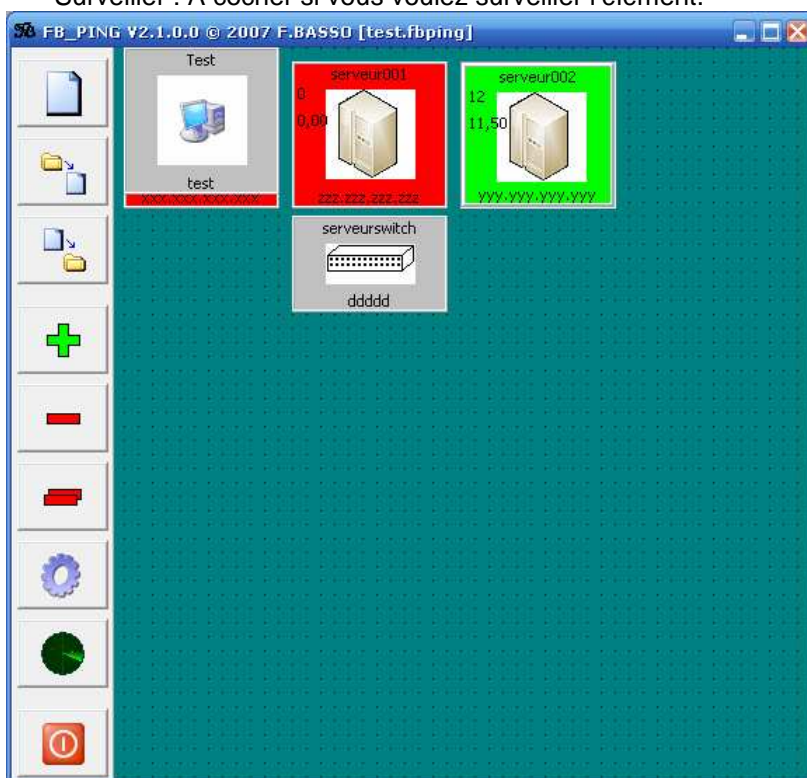 Surveiller : A cocher si vous voulez surveiller l'élément.
FB_PING V2.1.0.0 © 2007 F.BASSO [test.fbping]
Test
test
xxx.xxx.xxx.xxx
serveur001
0
0,00
zzz.zzz.zzz.zzz
serveur002
12
11,50
yyy.yyy.yyy.yyy
serveurswitch
ddddd